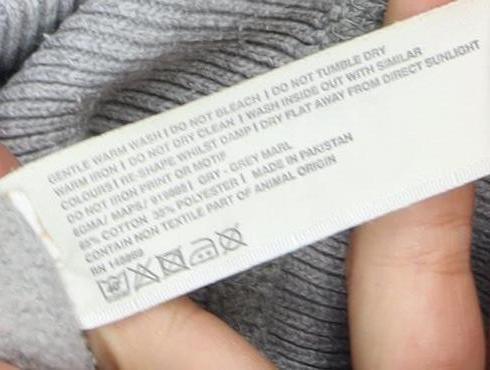 GENTLE WARM WASH | DO NOT BLEACH | DO NOT TUMBLE DRY
WARM IRON | DO NOT DRY CLEAN | WASH INSIDE OUT WITH SIMILAR
COLOURS | RE-SHAPE WHILST DAMP | DRY FLAT AWAY FROM DIRECT SUNLIGHT
DO NOT IRON PRINT OR MOTIF
MAPS/ | GRY - GREY MARL
65% COTTON 35% POLYESTER | MADE IN PAKISTAN
CONTAIN NON TEXTILE PART OF ANIMAL ORIGIN
RN